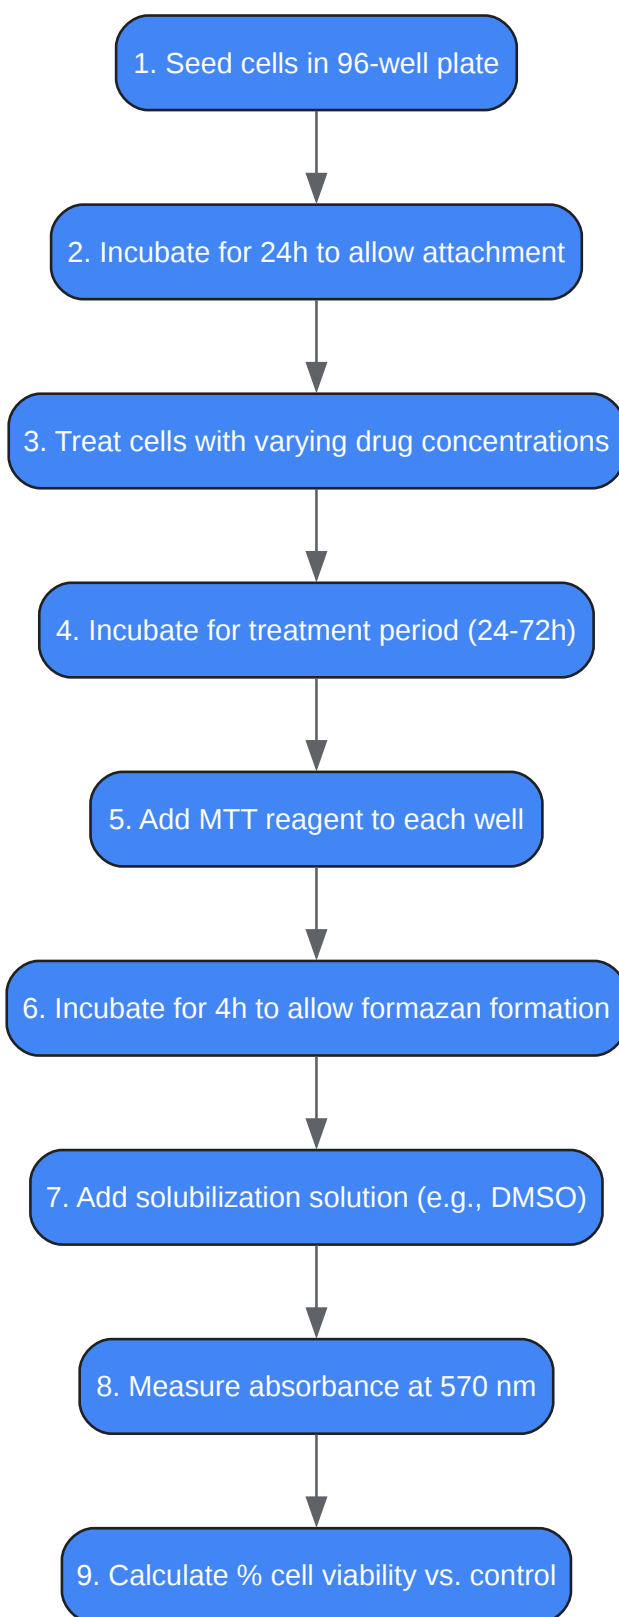 1. Seed cells in 96-well plate
2. Incubate for 24h to allow attachment
3. Treat cells with varying drug concentrations
4. Incubate for treatment period (24-72h)
5. Add MTT reagent to each well
6. Incubate for 4h to allow formazan formation
7. Add solubilization solution (e.g., DMSO)
8. Measure absorbance at 570 nm
9. Calculate % cell viability vs. control